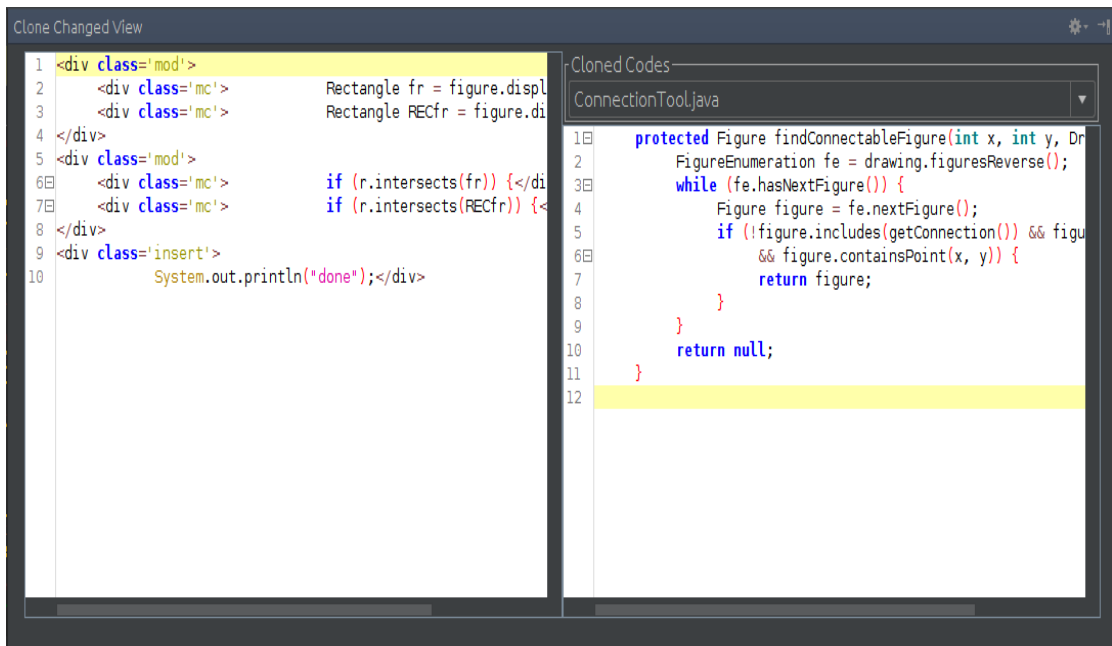 Clone Changed View
1 <div class='mod'>
2 <div class='mc'> Rectangle fr = figure.displ
3 <div class='mc'> Rectangle RECfr = figure.di
4 </div>
5 <div class='mod'>
6 <div class='mc'> if (r.intersects(fr)) {</di
7 <div class='mc'> if (r.intersects(RECfr)) {<
8 </div>
9 <div class='insert'>
10 System.out.println("done");</div>
Cloned Codes
ConnectionTool.java
1 protected Figure findConnectableFigure(int x, int y, Dr
2 FigureEnumeration fe = drawing.figuresReverse();
3 while (fe.hasNextFigure()) {
4 Figure figure = fe.nextFigure();
5 if (!figure.includes(getConnection()) && figu
6 && figure.containsPoint(x, y)) {
7 return figure;
8 }
9 }
10 return null;
11 }
12